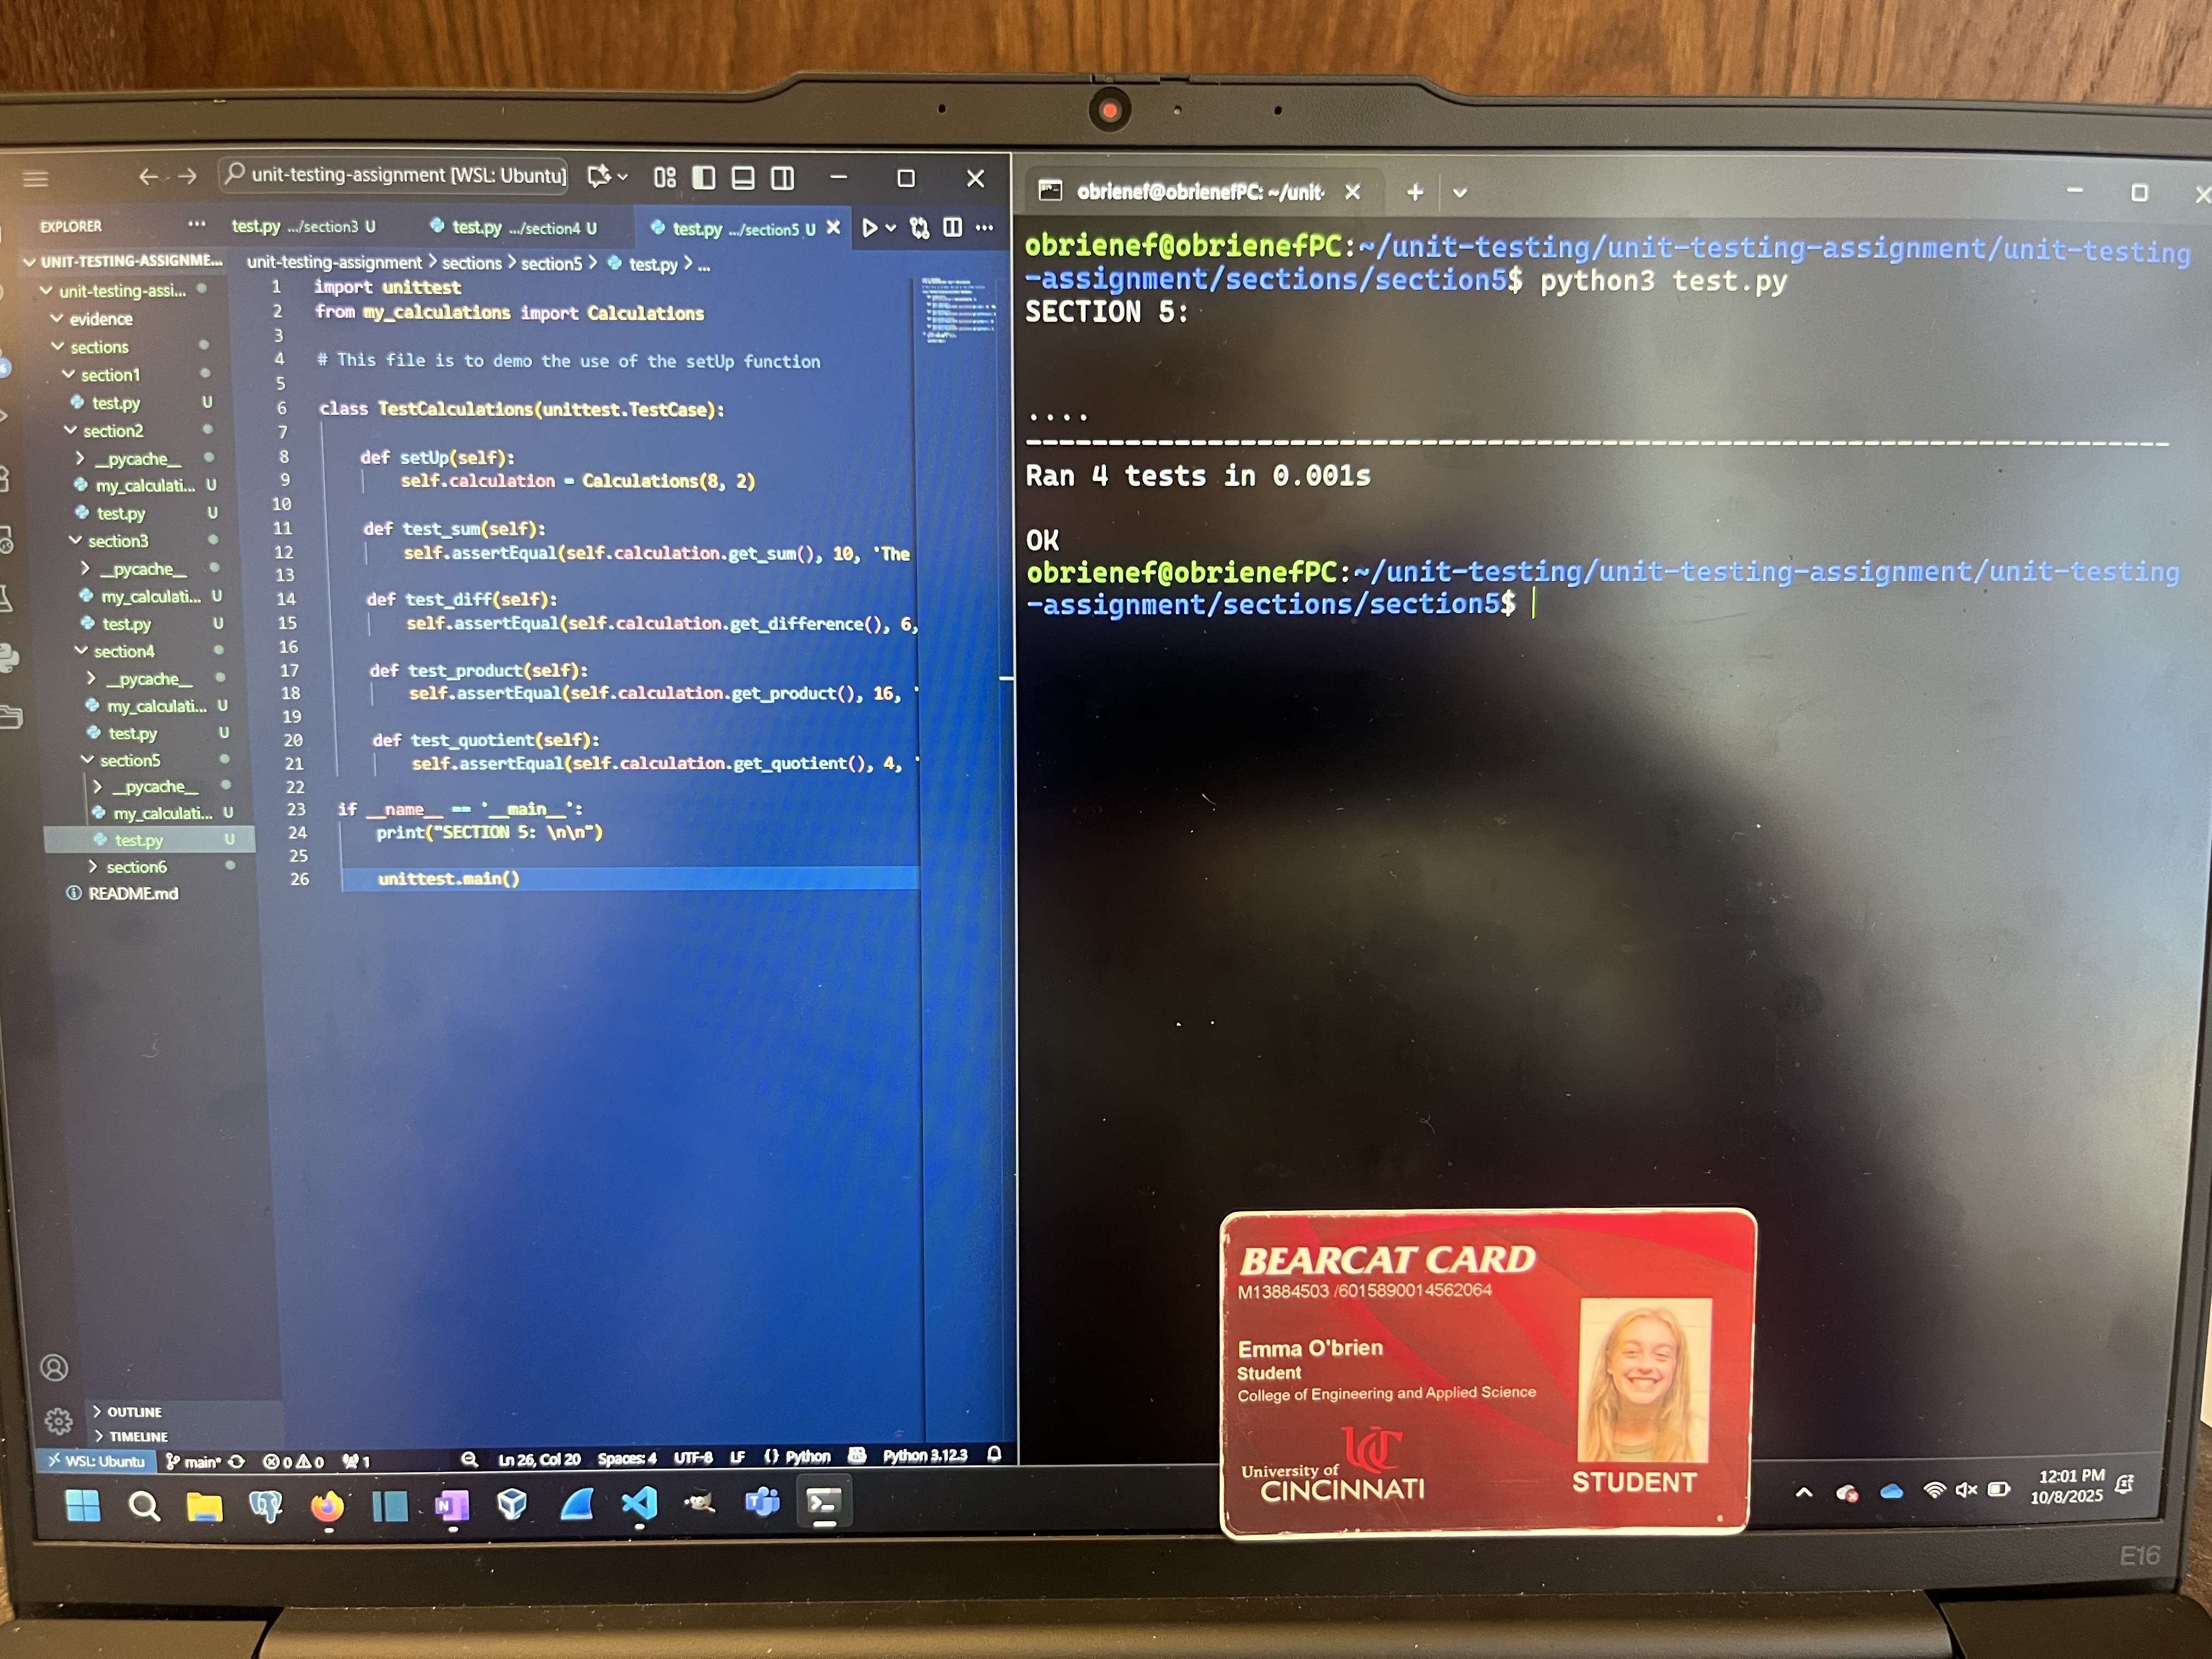 unit-testing-assignment [WSL: Ubuntu]
EXPLORER
test.py .../section3 U
test.py .../section4 U
test.py .../section5 U
UNIT-TESTING-ASSIGNME...
unit-testing-assi...
evidence
sections
section1
test.py U
section2
__pycache__
my_calculati... U
test.py U
section3
__pycache__
my_calculati... U
test.py U
section4
__pycache__
my_calculati... U
test.py U
section5
__pycache__
my_calculati... U
test.py U
section6
README.md
OUTLINE
TIMELINE
unit-testing-assignment > sections > section5 > test.py > ...
1 import unittest
2 from my_calculations import Calculations
3
4 # This file is to demo the use of the setUp function
5
6 class TestCalculations(unittest.TestCase):
7
8 def setUp(self):
9 self.calculation = Calculations(8, 2)
10
11 def test_sum(self):
12 self.assertEqual(self.calculation.get_sum(), 10, 'The
13
14 def test_diff(self):
15 self.assertEqual(self.calculation.get_difference(), 6,
16
17 def test_product(self):
18 self.assertEqual(self.calculation.get_product(), 16, '
19
20 def test_quotient(self):
21 self.assertEqual(self.calculation.get_quotient(), 4, '
22
23 if __name__ == '__main__':
24 print("SECTION 5: \n\n")
25
26 unittest.main()
WSL: Ubuntu main* 0 0 1 Ln 26, Col 20 Spaces: 4 UTF-8 LF {} Python Python 3.12.3
obrienef@obrienefPC: ~/unit-
obrienef@obrienefPC:~/unit-testing/unit-testing-assignment/unit-testing
-assignment/sections/section5$ python3 test.py
SECTION 5:
....
----------------------------------------------------------------------
Ran 4 tests in 0.001s
OK
obrienef@obrienefPC:~/unit-testing/unit-testing-assignment/unit-testing
-assignment/sections/section5$
BEARCAT CARD
M13884503 /6015890014562064
Emma O'brien
Student
College of Engineering and Applied Science
UC
University of
CINCINNATI
STUDENT
12:01 PM
10/8/2025
E16